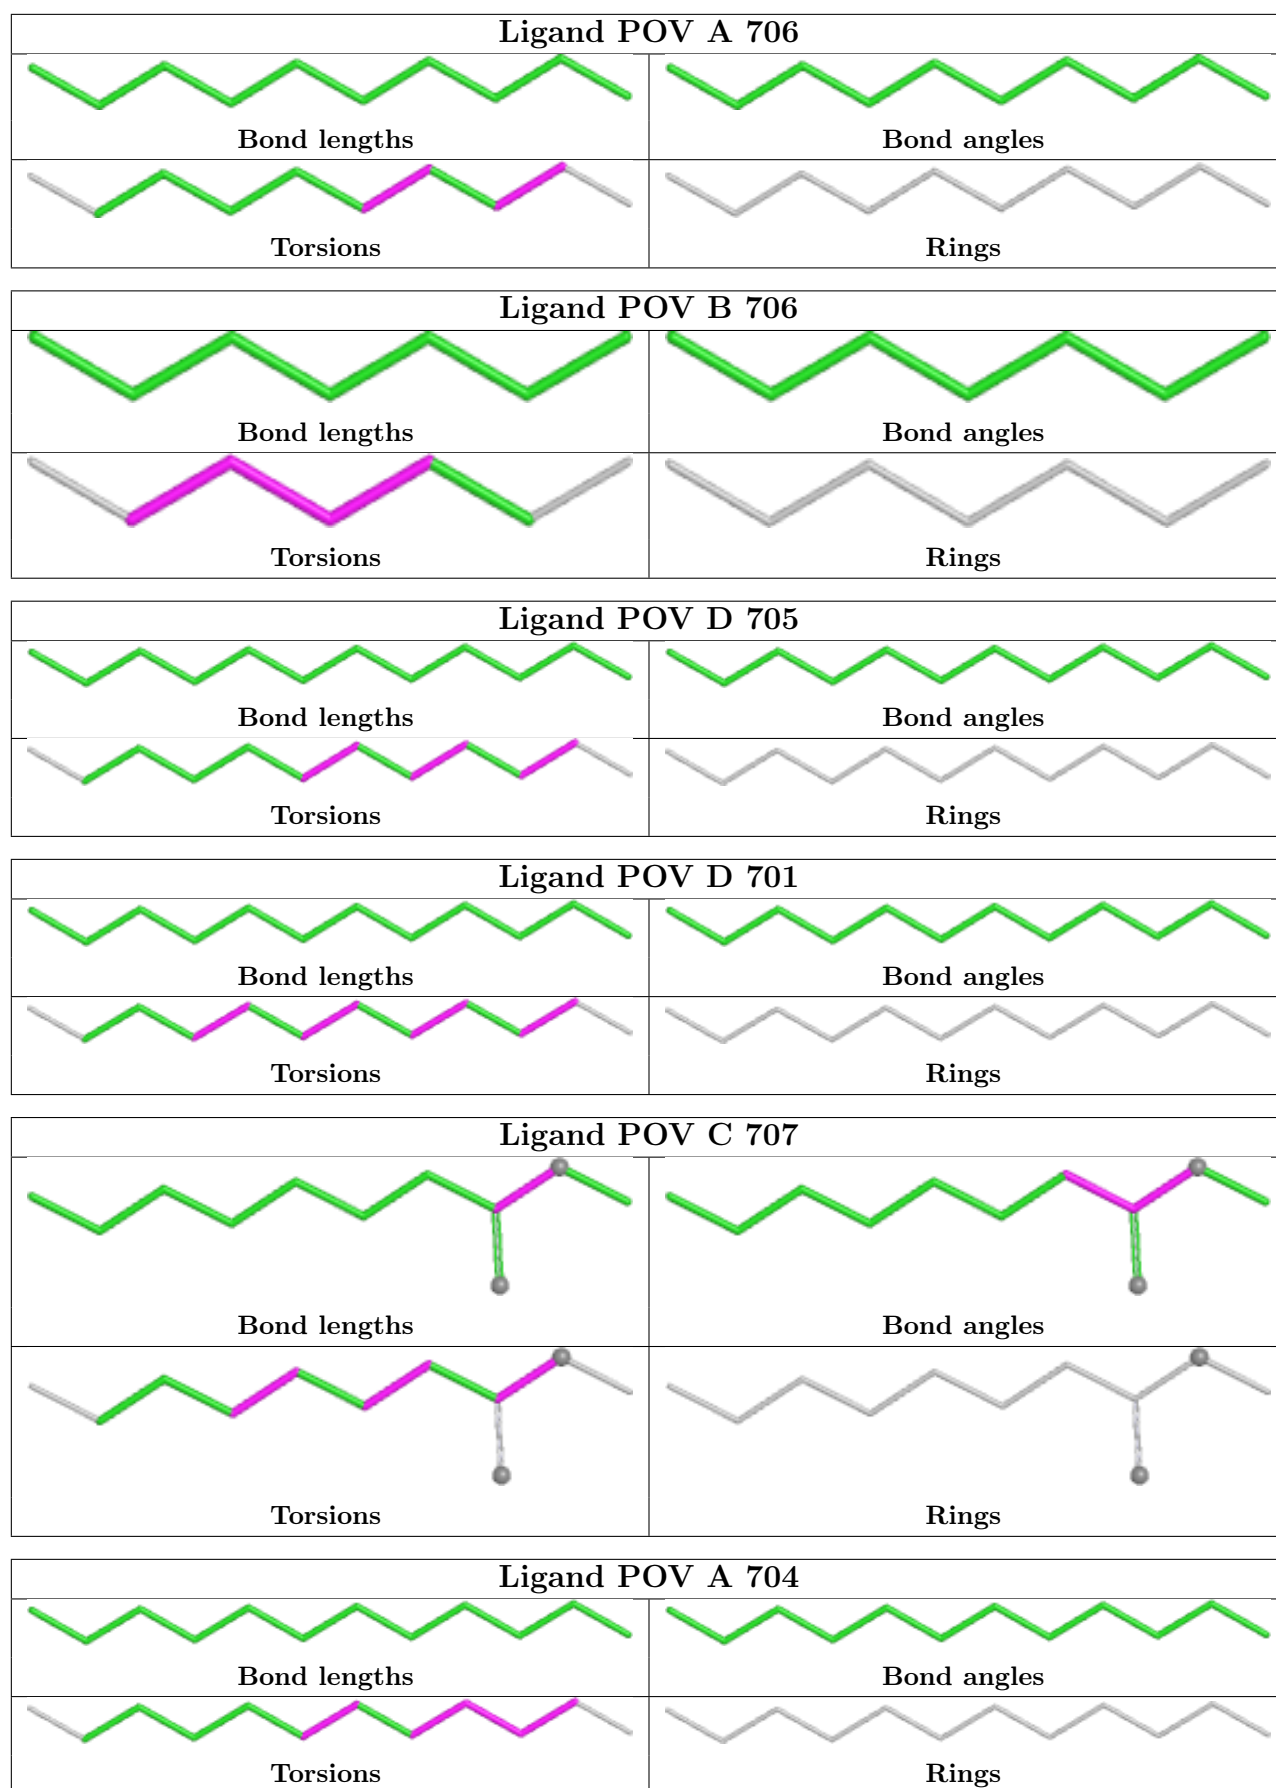 Ligand POV A 706
Bond lengths Bond angles
Torsions Rings
Ligand POV B 706
Bond lengths Bond angles
Torsions Rings
Ligand POV D 705
Bond lengths Bond angles
Torsions Rings
Ligand POV D 701
Bond lengths Bond angles
Torsions Rings
Ligand POV C 707
Bond lengths Bond angles
Torsions Rings
Ligand POV A 704
Bond lengths Bond angles
Torsions Rings